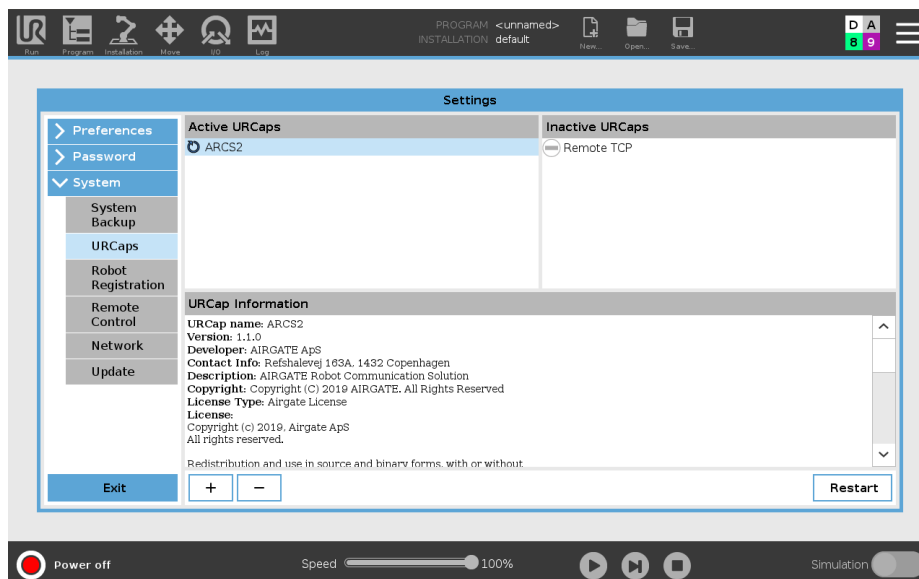 UR
Run
Program
Installation
Move
I/O
Log
PROGRAM <unnamed>
INSTALLATION default
New...
Open...
Save...
D A
8 9
Settings
Preferences
Password
System
System
Backup
URCaps
Robot
Registration
Remote
Control
Network
Update
Exit
Active URCaps
ARCS2
Inactive URCaps
Remote TCP
URCap Information
URCap name: ARCS2
Version: 1.1.0
Developer: AIRGATE ApS
Contact Info: Refshalevej 163A, 1432 Copenhagen
Description: AIRGATE Robot Communication Solution
Copyright: Copyright (C) 2019 AIRGATE. All Rights Reserved
License Type: Airgate License
License:
Copyright (c) 2019, Airgate ApS
All rights reserved.
Redistribution and use in source and binary forms, with or without
+
−
Restart
Power off
Speed
100%
Simulation